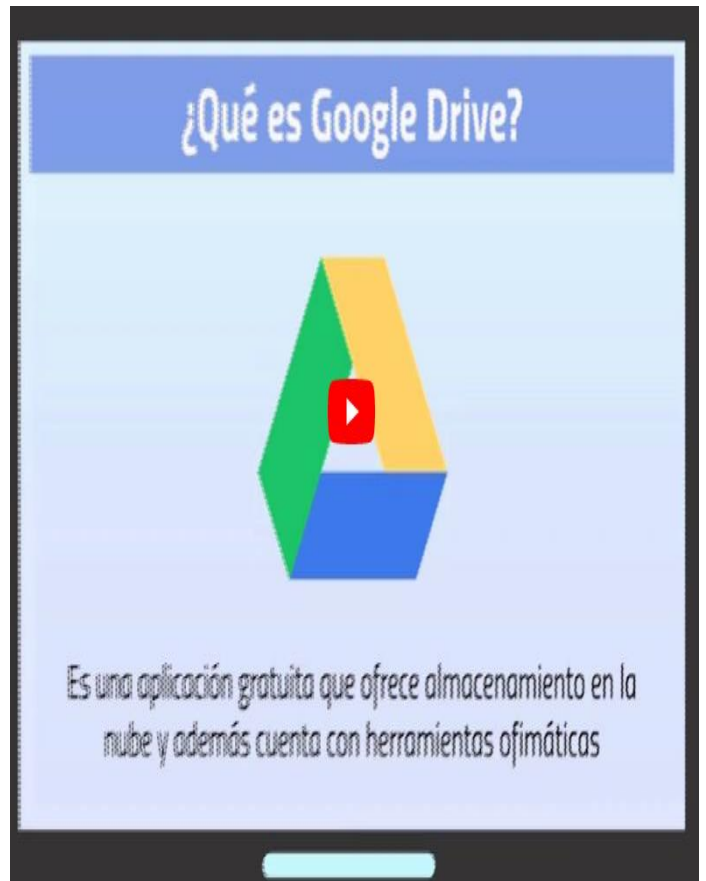 ¿Qué es Google Drive?
Es una aplicación gratuita que ofrece almacenamiento en la
nube y además cuenta con herramientas ofimáticas